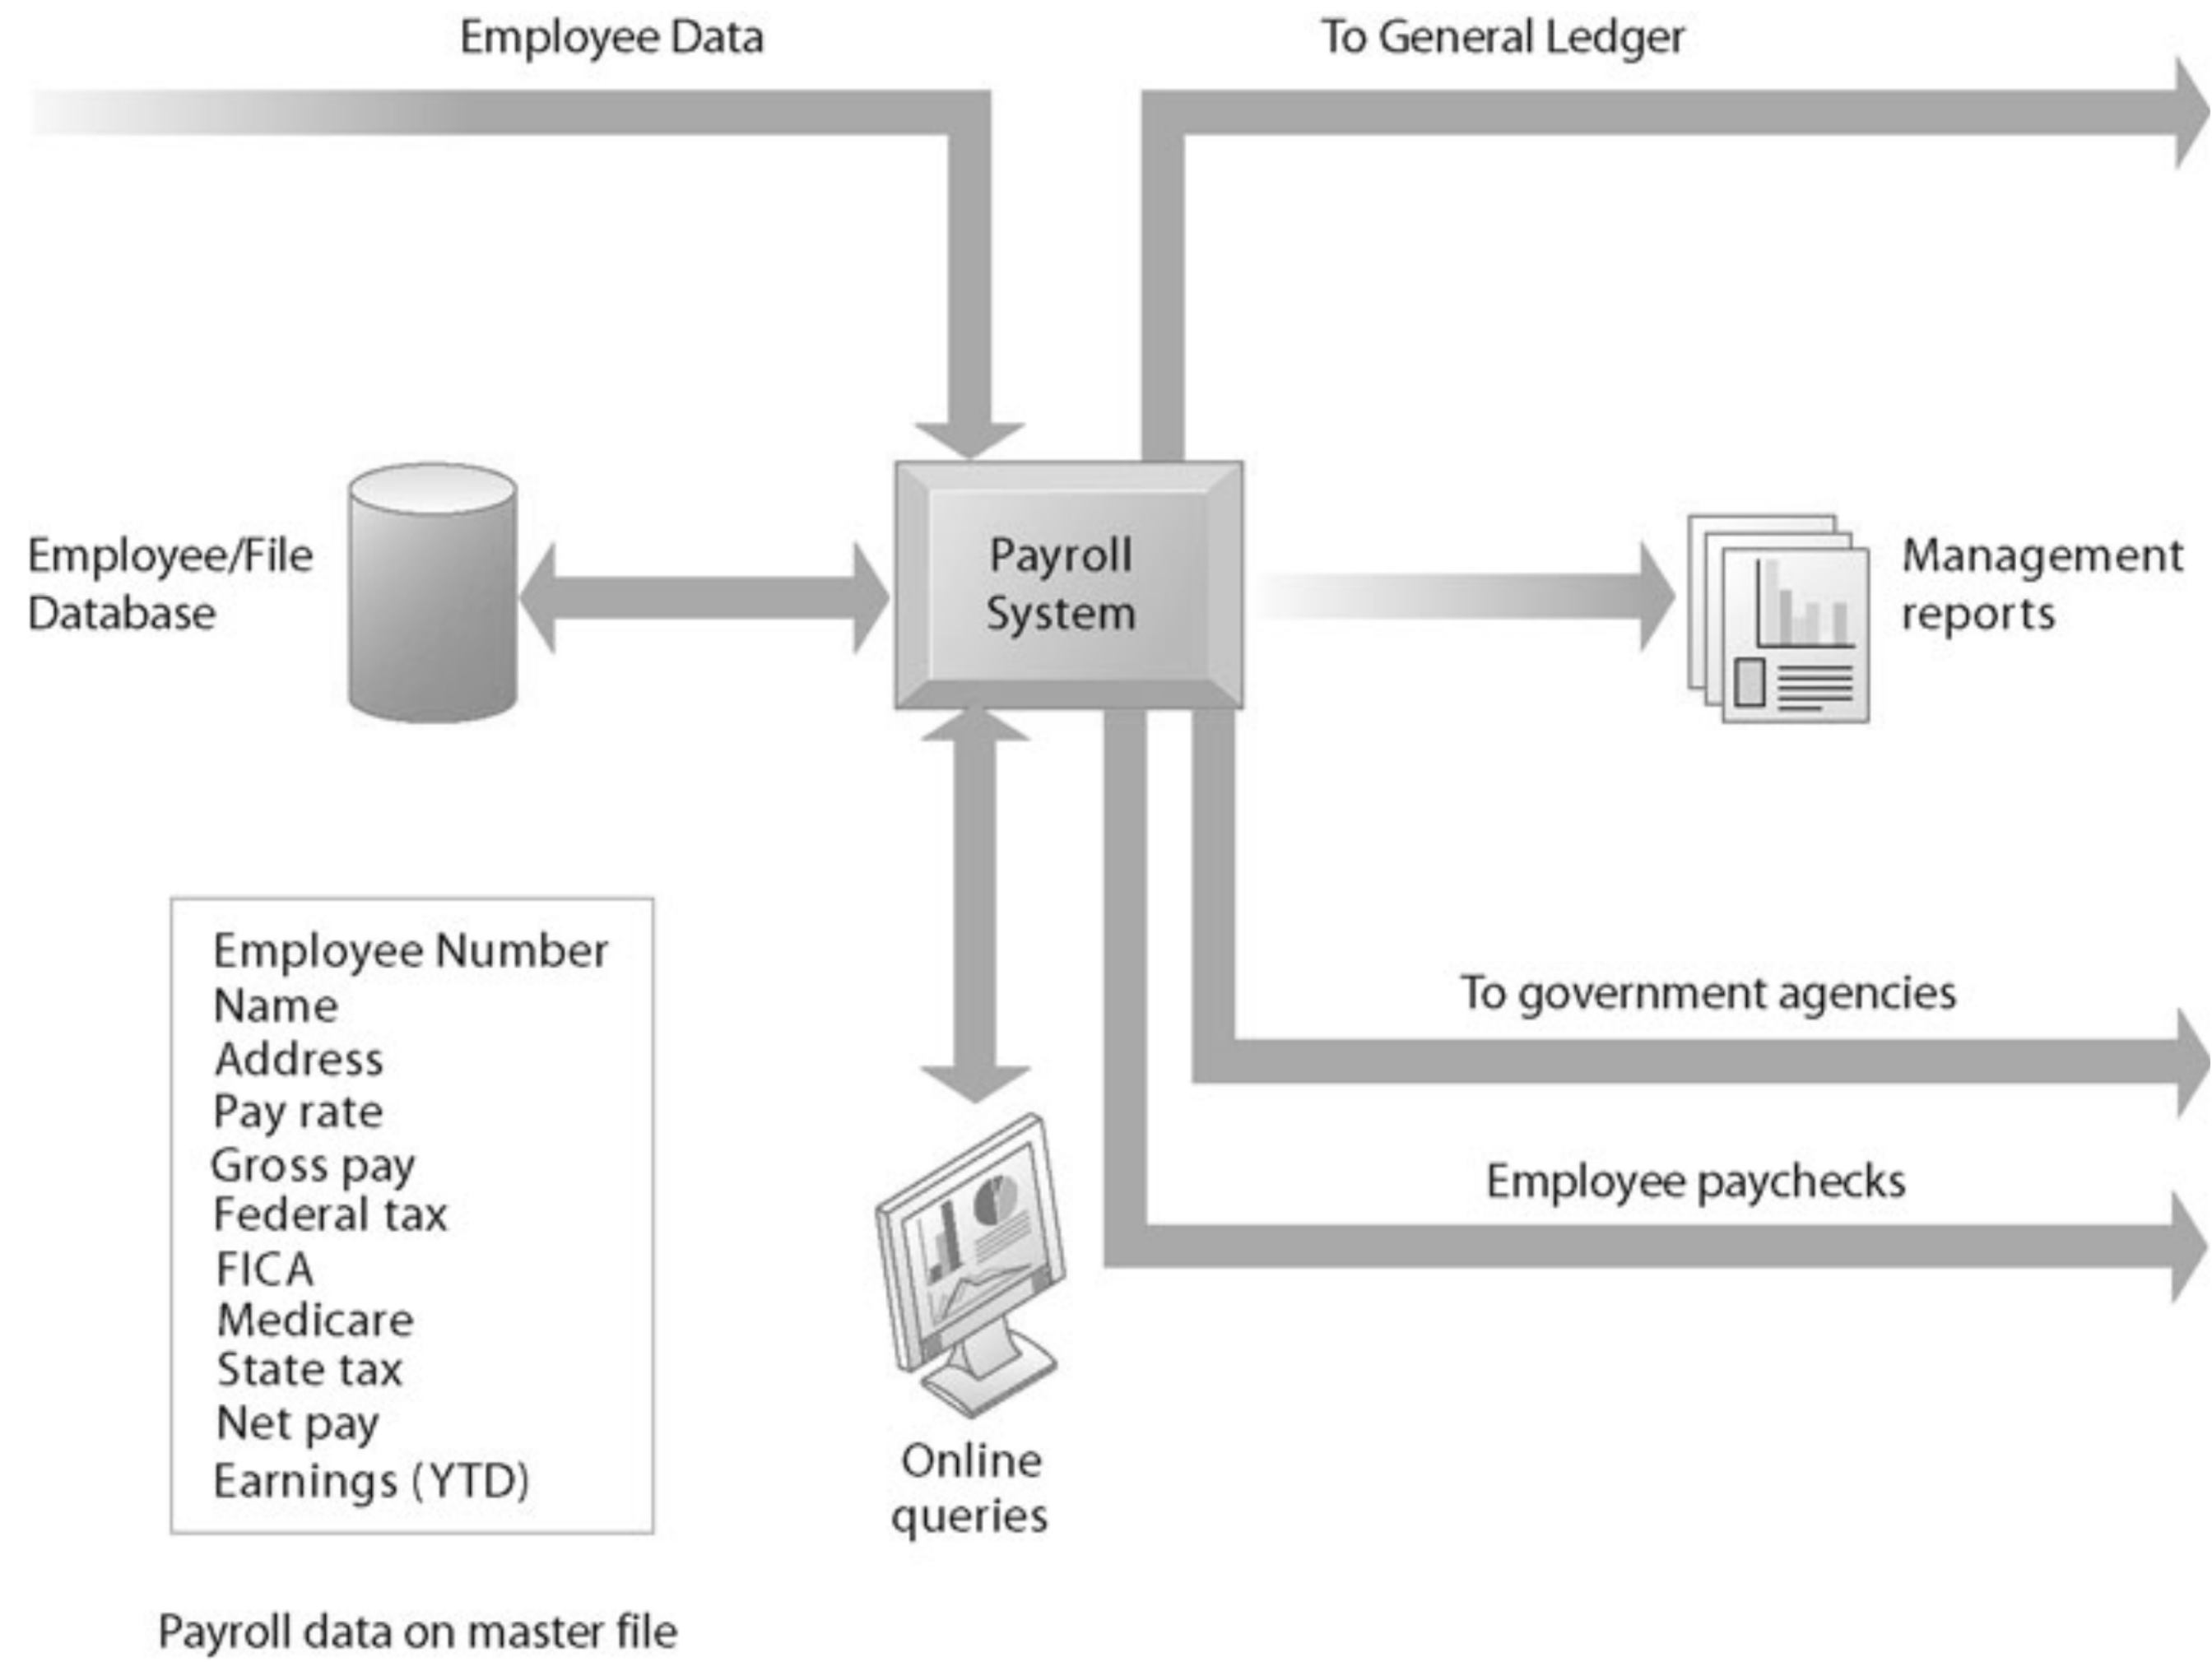 Employee Data
To General Ledger
Employee/File
Database
Payroll
System
Management
reports
Employee Number
Name
Address
Pay rate
Gross pay
Federal tax
FICA
Medicare
State tax
Net pay
Earnings (YTD)
To government agencies
Employee paychecks
Online
queries
Payroll data on master file